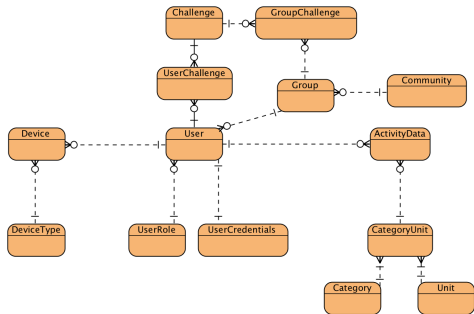 Challenge
GroupChallenge
UserChallenge
Group
Community
Device
User
ActivityData
DeviceType
UserRole
UserCredentials
CategoryUnit
Category
Unit